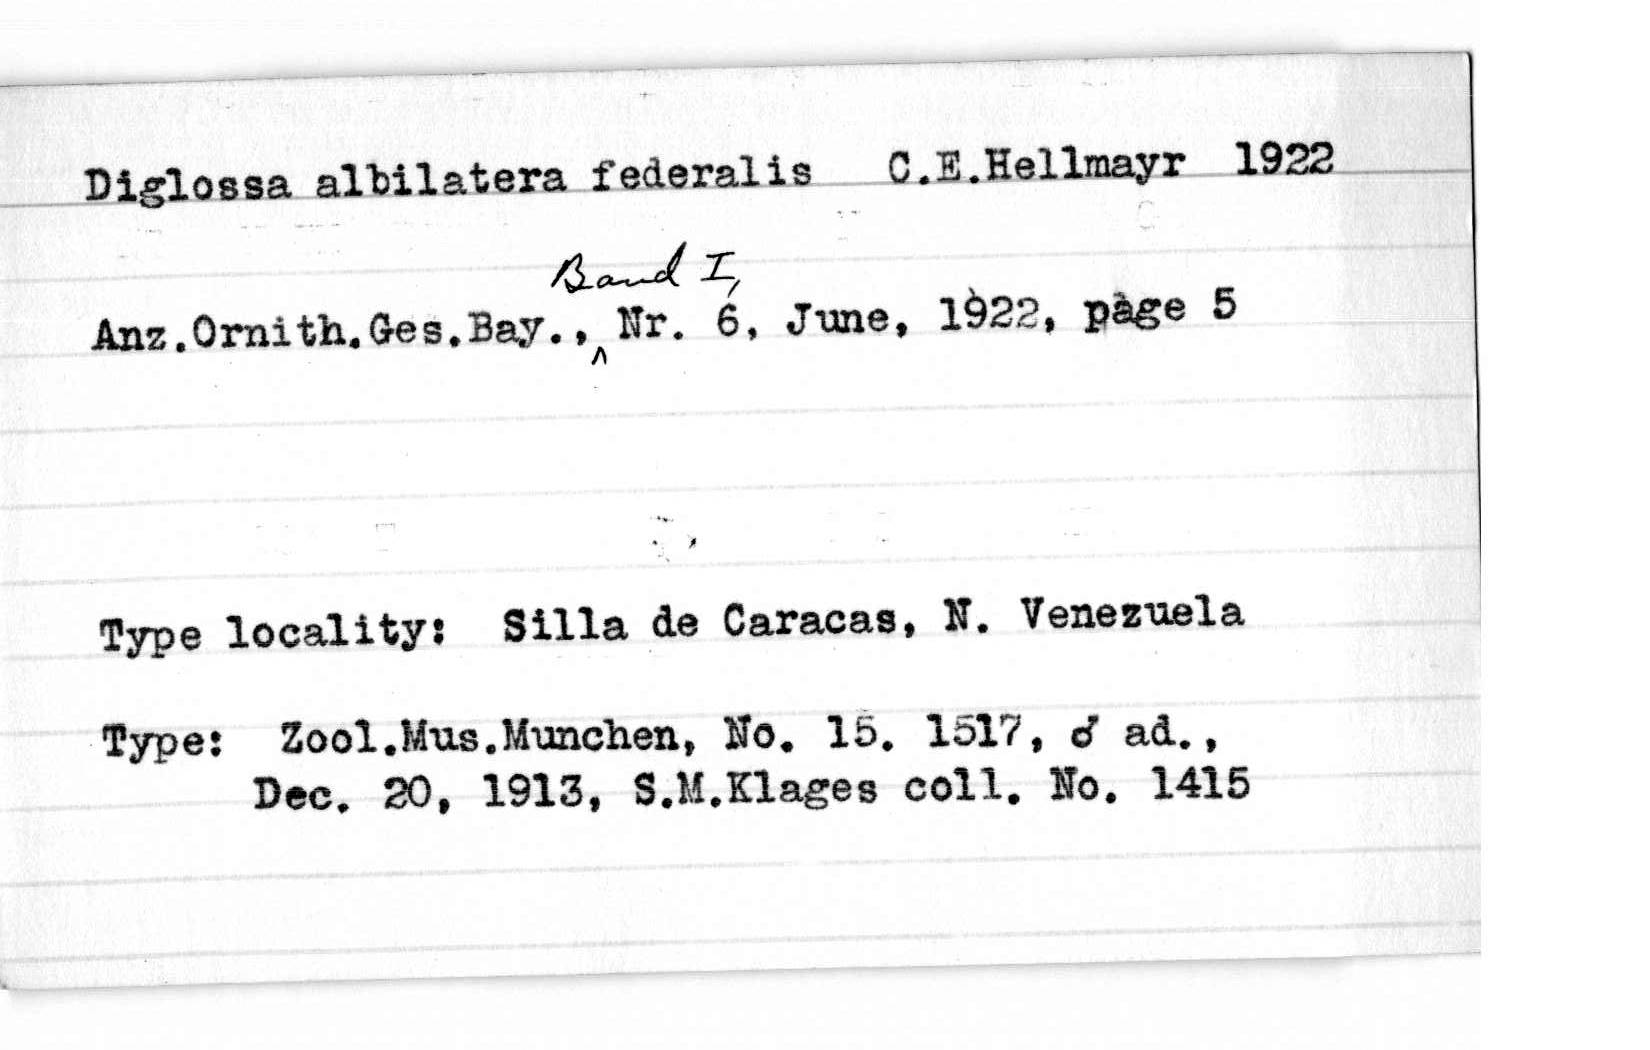 Diglossa albilatera federalis C.E.Hellmayr 1922
Band I,
Anz.Ornith.Ges.Bay.,^ Nr. 6, June, 1922, page 5
Type locality: Silla de Caracas, N. Venezuela
Type: Zool.Mus.Munchen, No. 15. 1517, ♂ ad.,
Dec. 20, 1913, S.M.Klages coll. No. 1415